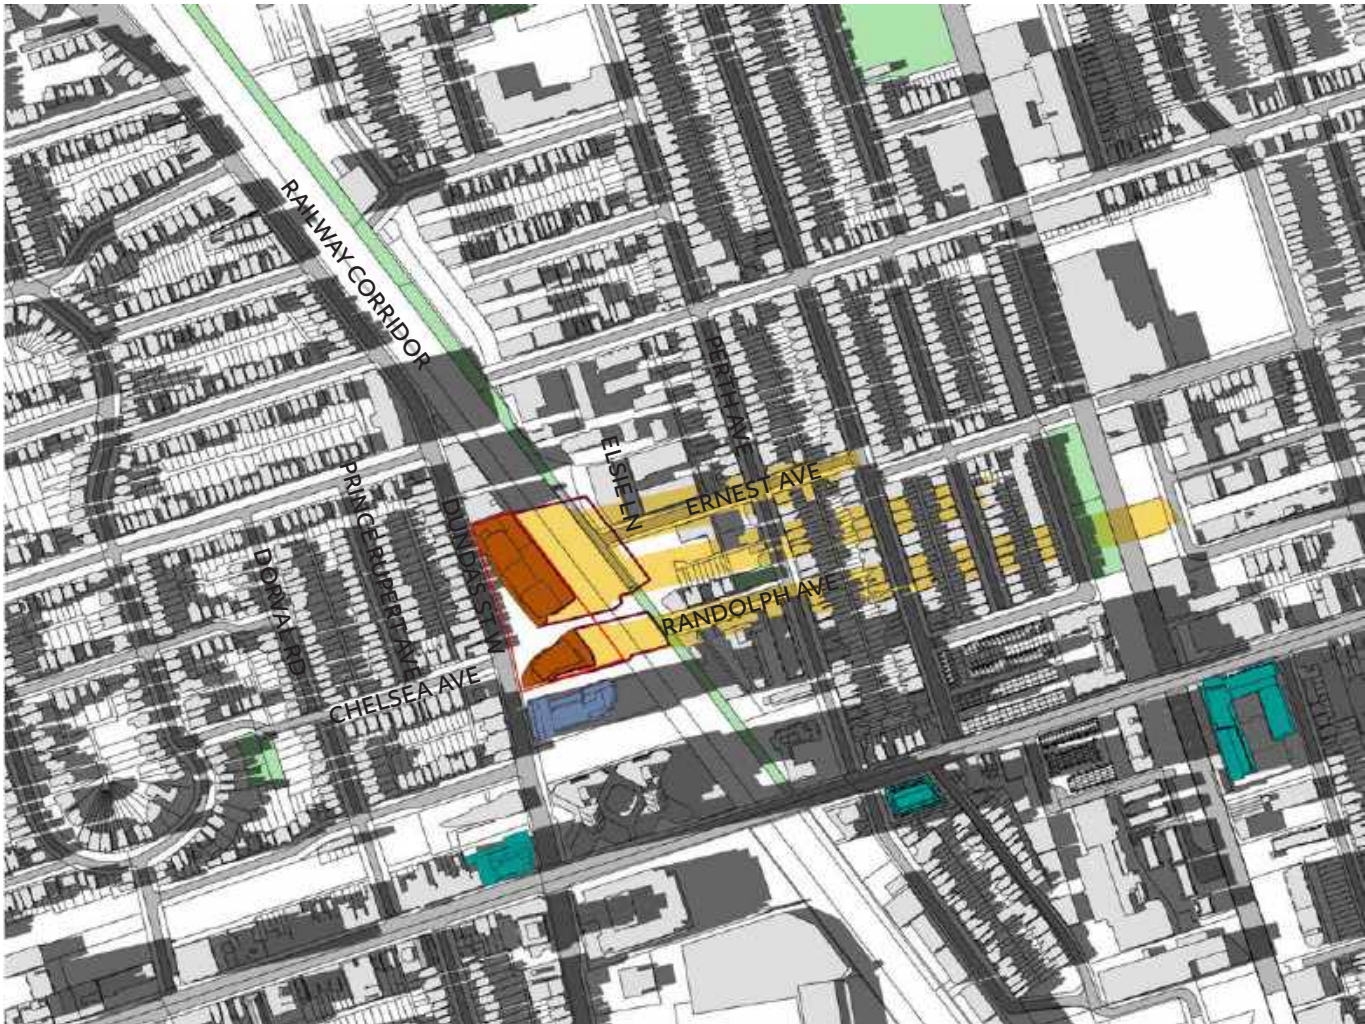 RAILWAY CORRIDOR
PERTH AVE
ELSIE LN
ERNEST AVE
PRINCE RUPERT AVE
DUNDAS ST W
DORVAL RD
RANDOLPH AVE
CHELSEA AVE